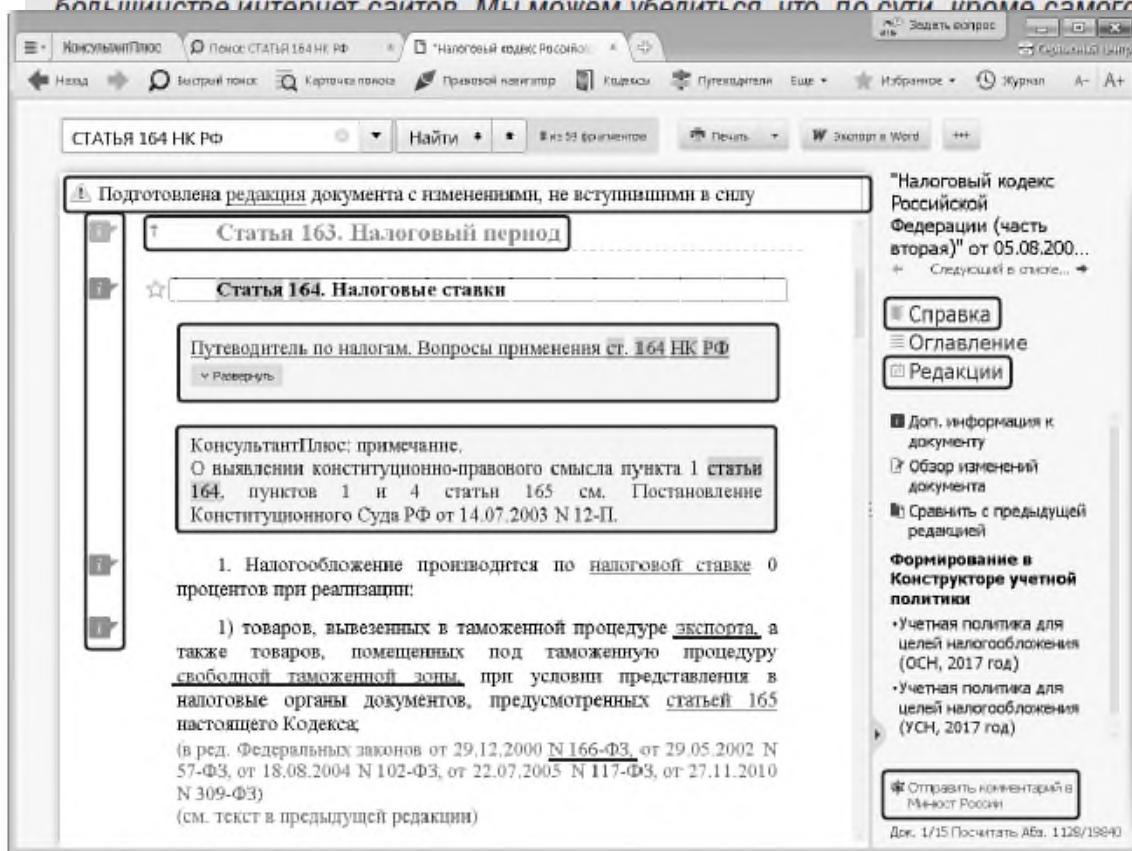 большинстве интернет-сайтов. Мы можем убедиться, что, по сути, кроме самого
Задать вопрос
КонсультантПлюс
Поиск: СТАТЬЯ 164 НК РФ
"Налоговый кодекс Российск
Назад
Быстрый поиск
Карточка поиска
Правовой навигатор
Кодексы
Путеводители
Еще
Избранное
Журнал
А- А+
СТАТЬЯ 164 НК РФ
Найти
8 из 59 фрагментов
Печать
Экспорт в Word
Подготовлена редакция документа с изменениями, не вступившими в силу
Статья 163. Налоговый период
Статья 164. Налоговые ставки
Путеводитель по налогам. Вопросы применения ст. 164 НК РФ
Развернуть
КонсультантПлюс: примечание.
О выявлении конституционно-правового смысла пункта 1 статьи
164, пунктов 1 и 4 статьи 165 см. Постановление
Конституционного Суда РФ от 14.07.2003 N 12-П.
1. Налогообложение производится по налоговой ставке 0
процентов при реализации:
1) товаров, вывезенных в таможенной процедуре экспорта, а
также товаров, помещенных под таможенную процедуру
свободной таможенной зоны, при условии представления в
налоговые органы документов, предусмотренных статьей 165
настоящего Кодекса;
(в ред. Федеральных законов от 29.12.2000 N 166-ФЗ, от 29.05.2002 N
57-ФЗ, от 18.08.2004 N 102-ФЗ, от 22.07.2005 N 117-ФЗ, от 27.11.2010
N 309-ФЗ)
(см. текст в предыдущей редакции)
"Налоговый кодекс
Российской
Федерации (часть
вторая)" от 05.08.200...
Следующий в списке...
Справка
Оглавление
Редакции
Доп. информация к
документу
Обзор изменений
документа
Сравнить с предыдущей
редакцией
Формирование в
Конструкторе учетной
политики
•Учетная политика для
целей налогообложения
(ОСН, 2017 год)
•Учетная политика для
целей налогообложения
(УСН, 2017 год)
Отправить комментарий в
Минюст России
Док. 1/15 Посчитать Абз. 1128/19840